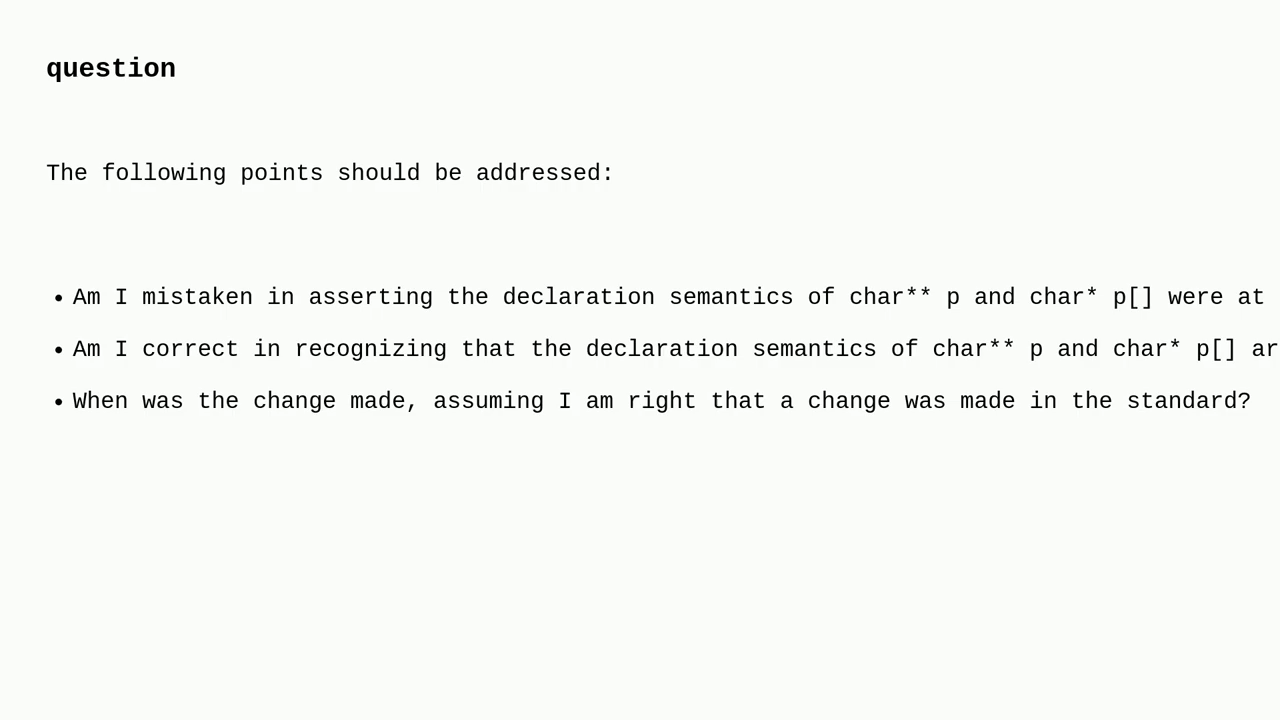 question
The following points should be addressed:
• Am I mistaken in asserting the declaration semantics of char** p and char* p[] were at
• Am I correct in recognizing that the declaration semantics of char** p and char* p[]
• When was the change made, assuming I am right that a change was made in the standard?